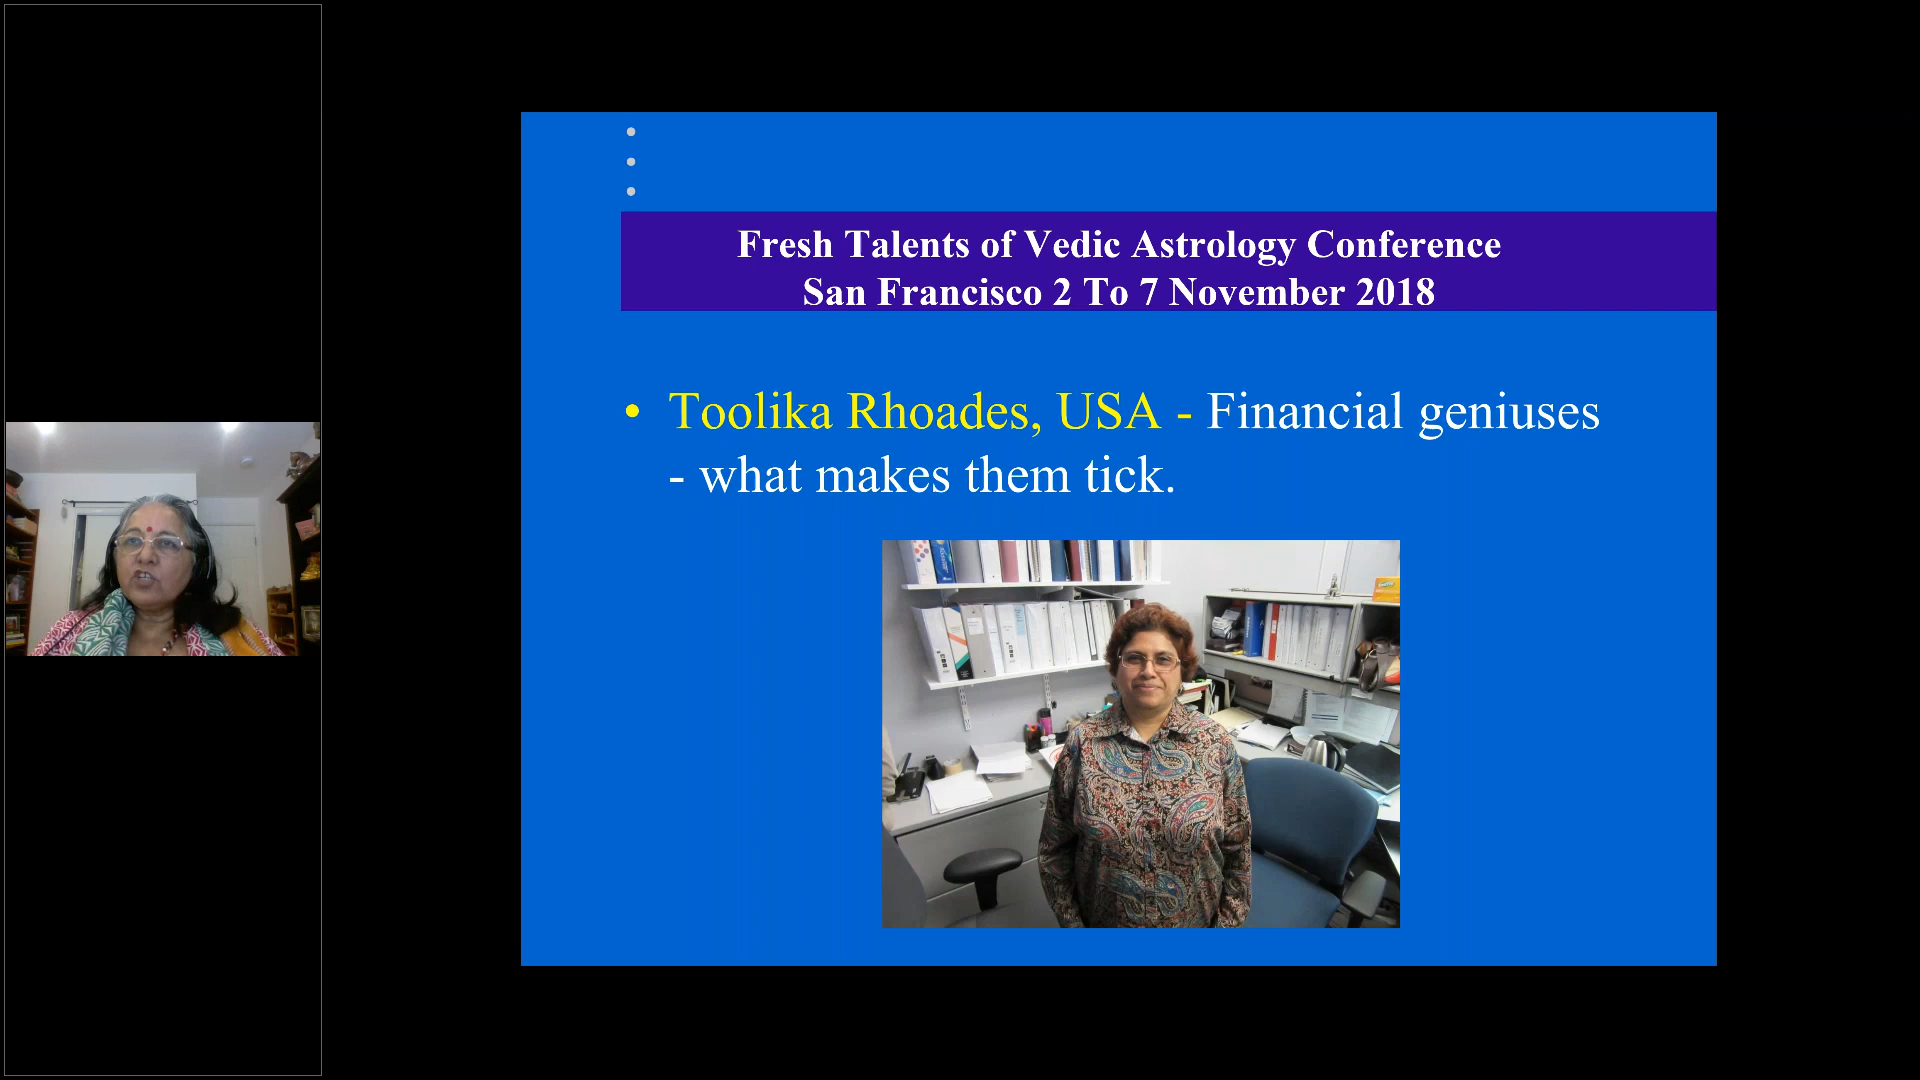 Fresh Talents of Vedic Astrology Conference
San Francisco 2 To 7 November 2018
• Toolika Rhoades, USA - Financial geniuses
- what makes them tick.